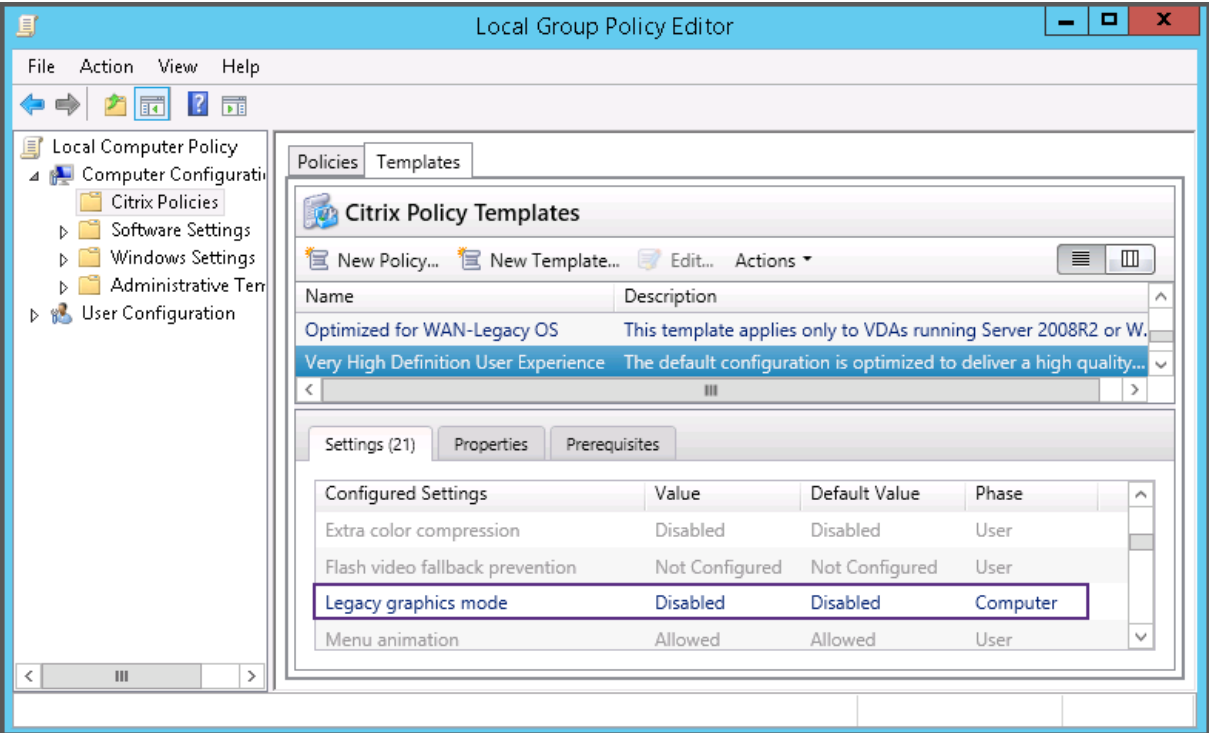 Local Group Policy Editor
File Action View Help
Local Computer Policy
Computer Configurati
Citrix Policies
Software Settings
Windows Settings
Administrative Tem
User Configuration
Policies Templates
Citrix Policy Templates
New Policy... New Template... Edit... Actions
Name Description
Optimized for WAN-Legacy OS This template applies only to VDAs running Server 2008R2 or W...
Very High Definition User Experience The default configuration is optimized to deliver a high quality...
Settings (21) Properties Prerequisites
Configured Settings Value Default Value Phase
Extra color compression Disabled Disabled User
Flash video fallback prevention Not Configured Not Configured User
Legacy graphics mode Disabled Disabled Computer
Menu animation Allowed Allowed User